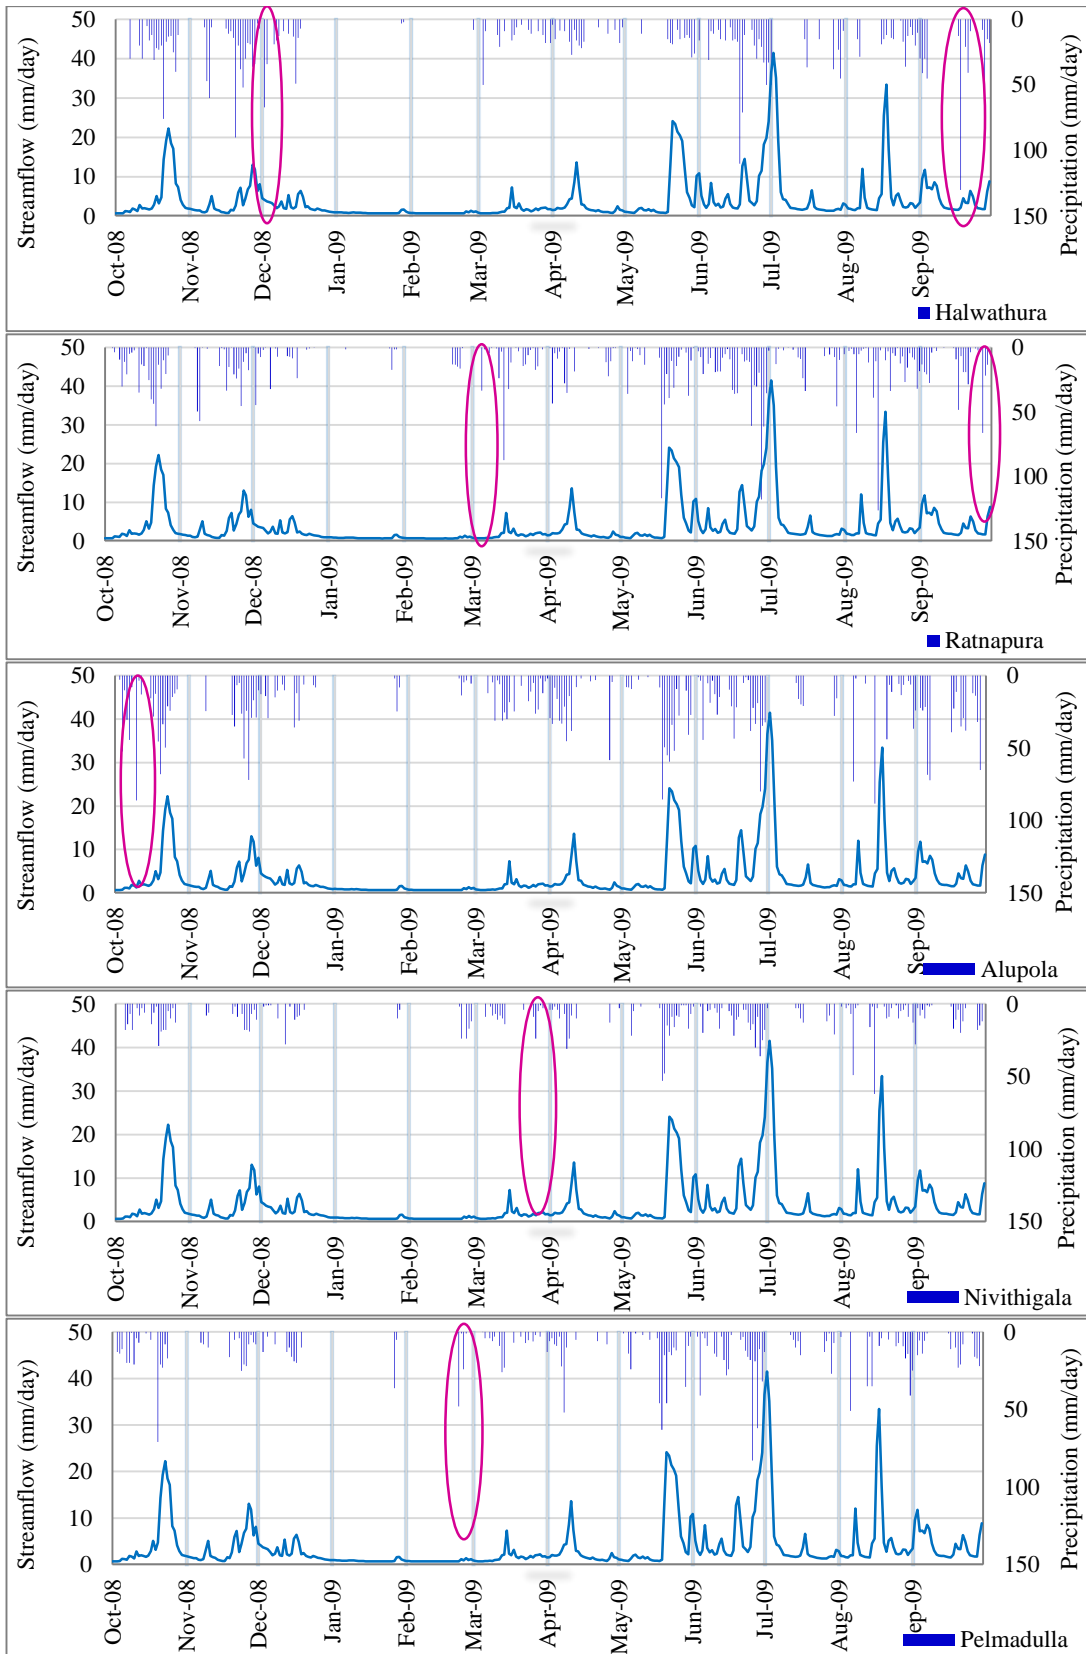 Streamflow (mm/day)
50
40
30
20
10
0
0
50
100
150
Precipitation (mm/day)
Oct-08
Nov-08
Dec-08
Jan-09
Feb-09
Mar-09
Apr-09
May-09
Jun-09
Jul-09
Aug-09
Sep-09
Halwathura
Streamflow (mm/day)
50
40
30
20
10
0
0
50
100
150
Precipitation (mm/day)
Oct-08
Nov-08
Dec-08
Jan-09
Feb-09
Mar-09
Apr-09
May-09
Jun-09
Jul-09
Aug-09
Sep-09
Ratnapura
Streamflow (mm/day)
50
40
30
20
10
0
0
50
100
150
Precipitation (mm/day)
Oct-08
Nov-08
Dec-08
Jan-09
Feb-09
Mar-09
Apr-09
May-09
Jun-09
Jul-09
Aug-09
Sep-09
Alupola
Streamflow (mm/day)
50
40
30
20
10
0
0
50
100
150
Precipitation (mm/day)
Oct-08
Nov-08
Dec-08
Jan-09
Feb-09
Mar-09
Apr-09
May-09
Jun-09
Jul-09
Aug-09
Sep-09
Nivithigala
Streamflow (mm/day)
50
40
30
20
10
0
0
50
100
150
Precipitation (mm/day)
Oct-08
Nov-08
Dec-08
Jan-09
Feb-09
Mar-09
Apr-09
May-09
Jun-09
Jul-09
Aug-09
Sep-09
Pelmadulla